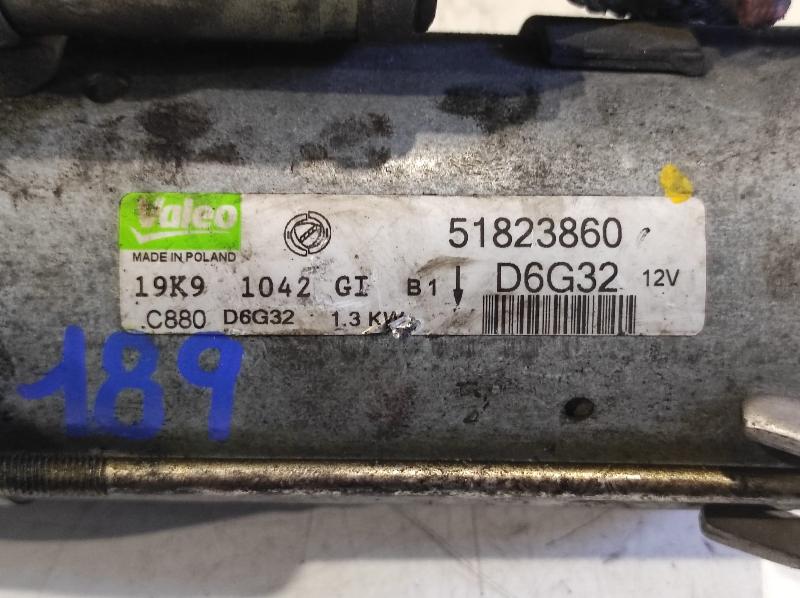 Valeo
MADE IN POLAND
51823860
19K9 1042 GI B1 D6G32 12V
C880 D6G32 1.3 KW
189